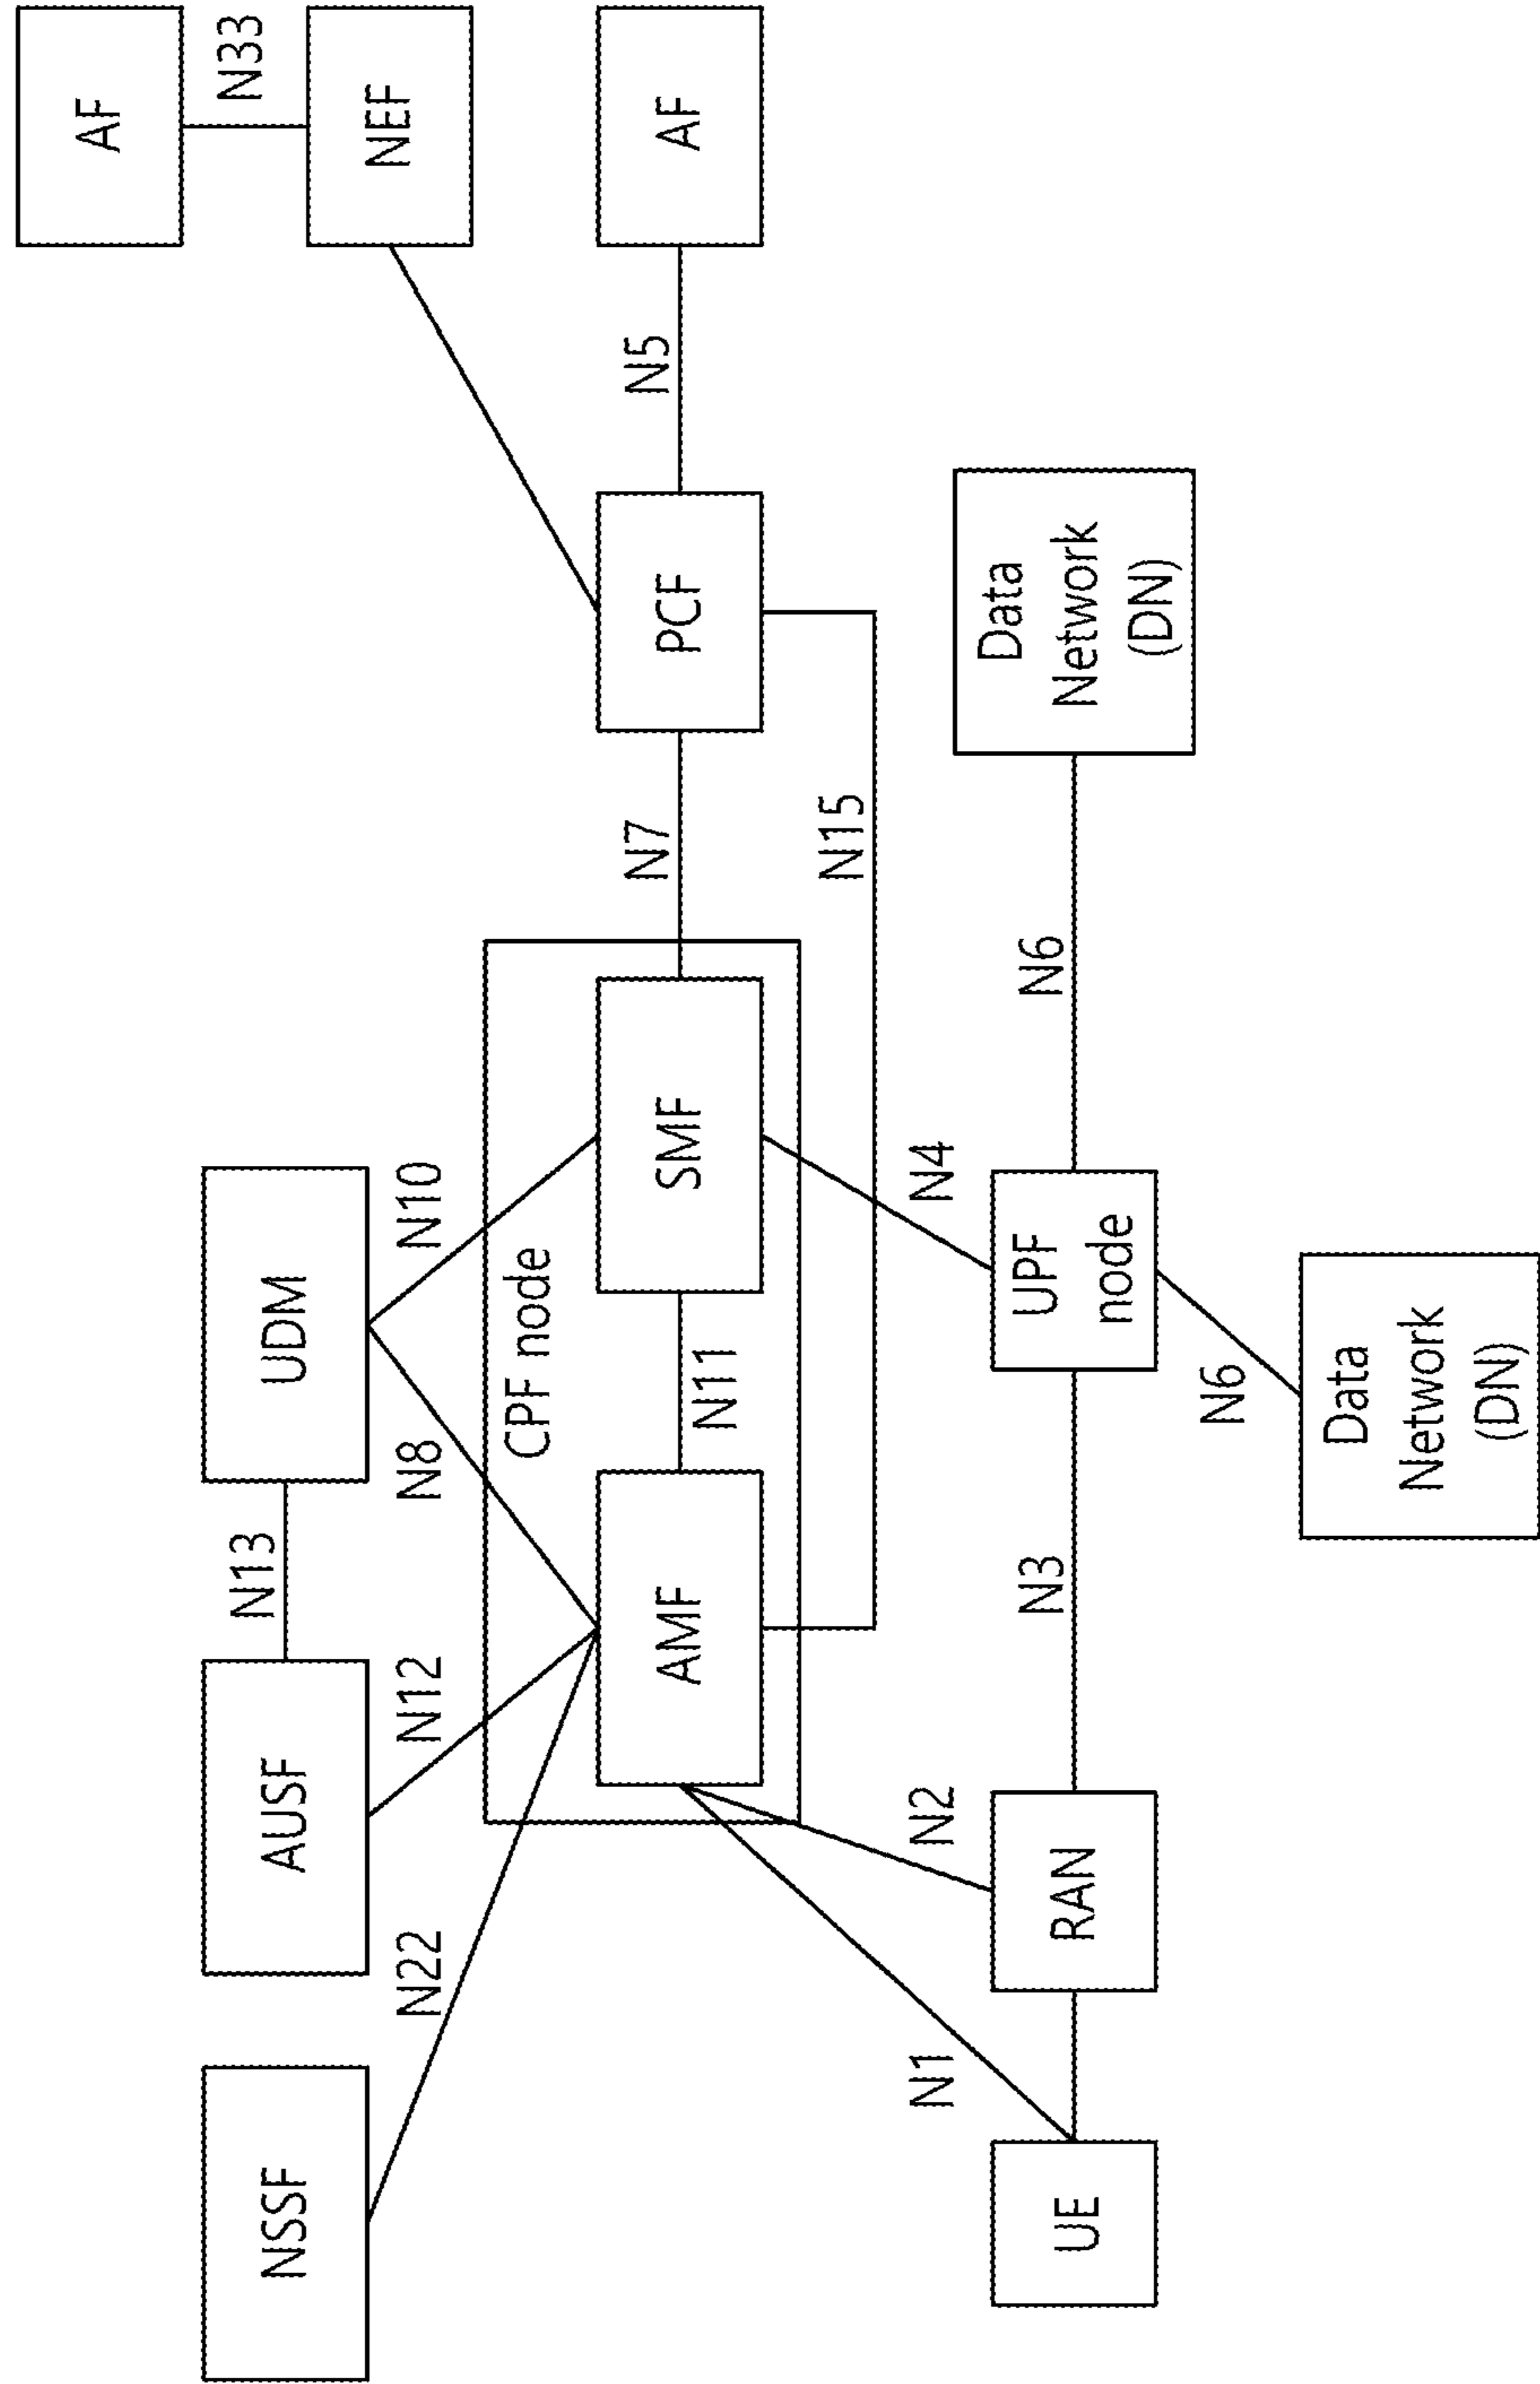 AF
N33
NSSF
AUSF
N13
UDM
NEF
N22
N12
N8
N10
CPF node
AMF
N11
SMF
N7
PCF
N5
AF
N15
N1
N2
N4
UE
RAN
N3
UPF
node
N6
Data
Network
(DN)
N6
Data
Network
(DN)